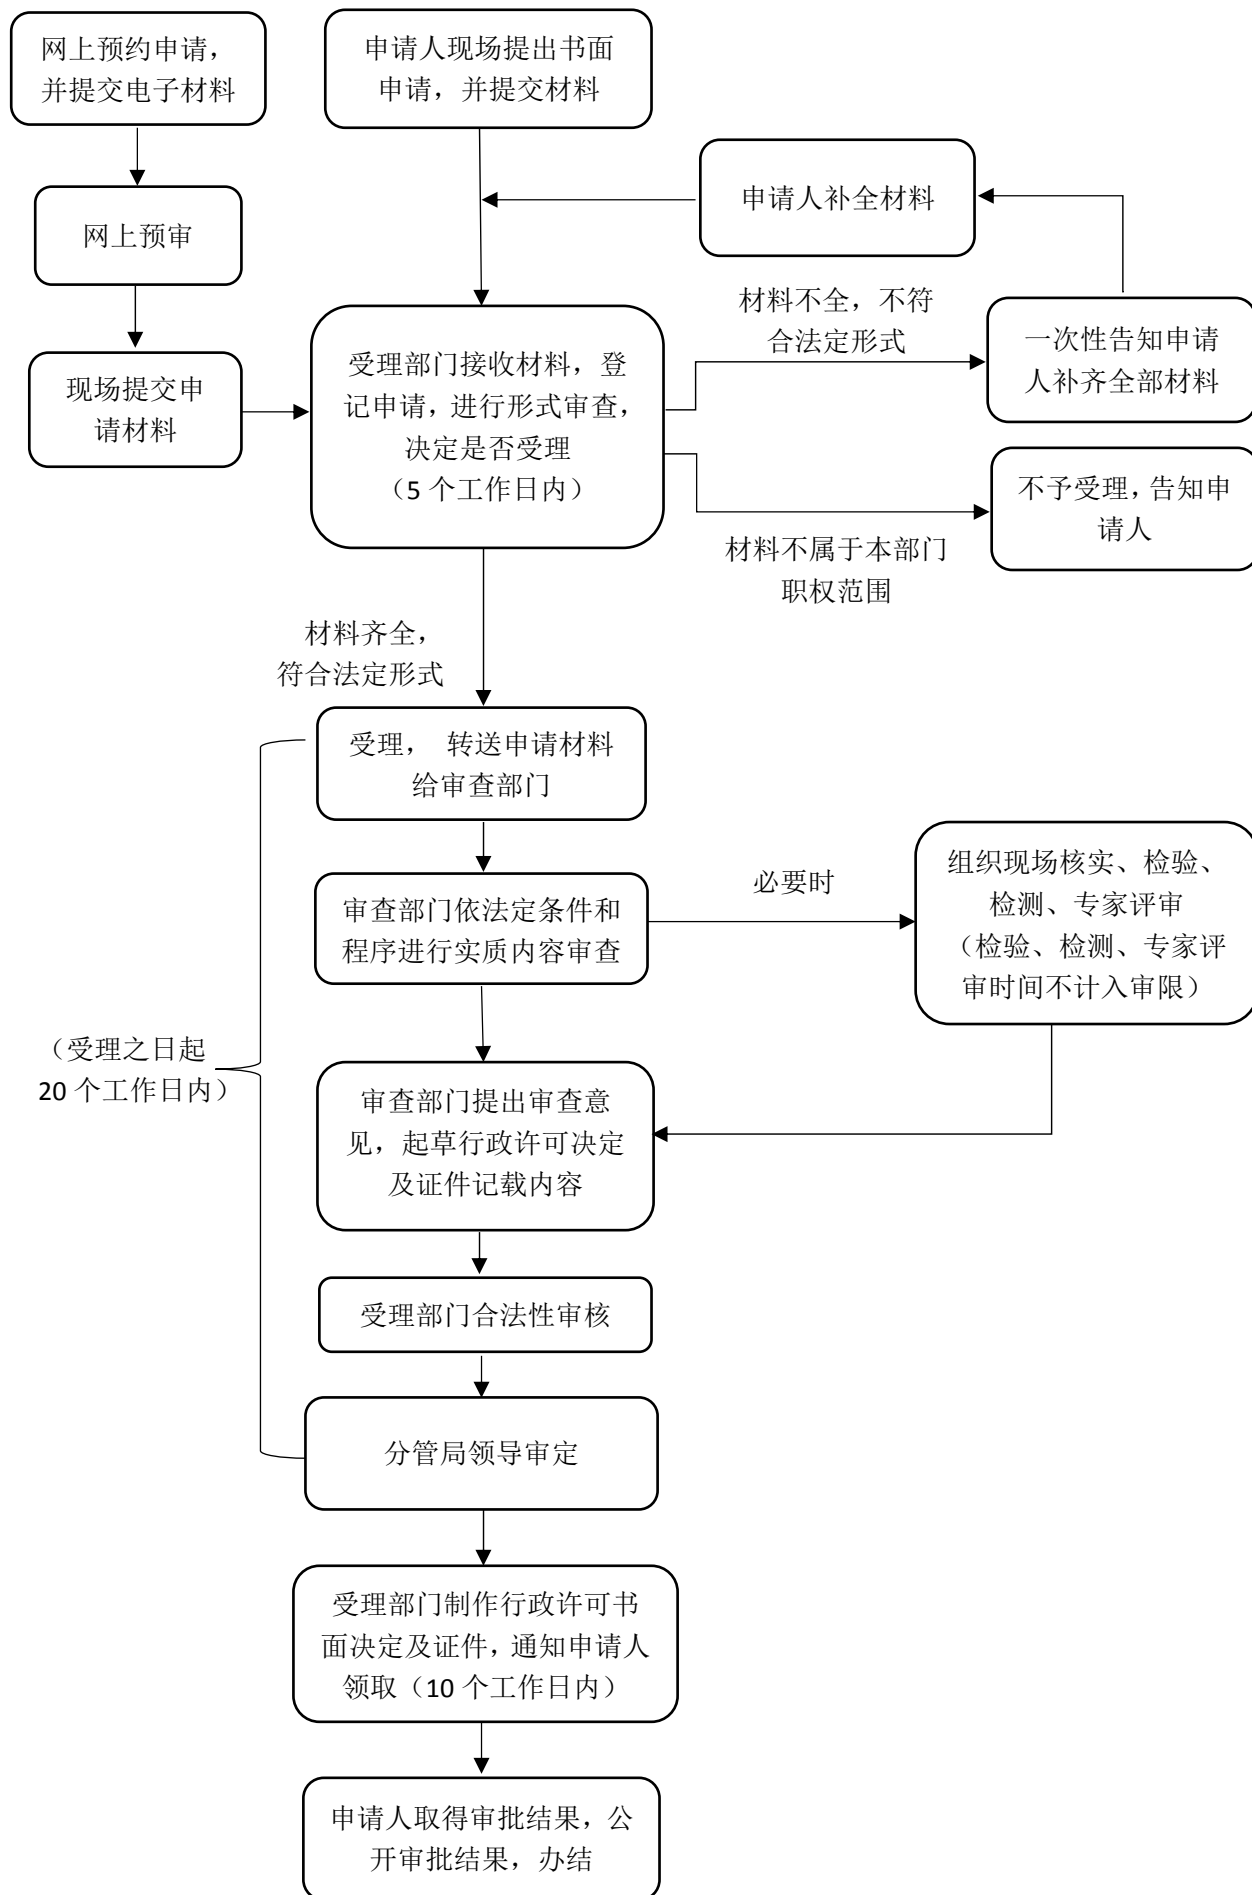 网上预约申请，
并提交电子材料
申请人现场提出书面
申请，并提交材料
申请人补全材料
网上预审
材料不全，不符
合法定形式
一次性告知申请
人补齐全部材料
现场提交申
请材料
受理部门接收材料，登
记申请，进行形式审查，
决定是否受理
（5 个工作日内）
不予受理，告知申
请人
材料不属于本部门
职权范围
材料齐全，
符合法定形式
受理， 转送申请材料
给审查部门
审查部门依法定条件和
程序进行实质内容审查
必要时
组织现场核实、检验、
检测、专家评审
（检验、检测、专家评
审时间不计入审限）
（受理之日起
20 个工作日内）
审查部门提出审查意
见，起草行政许可决定
及证件记载内容
受理部门合法性审核
分管局领导审定
受理部门制作行政许可书
面决定及证件，通知申请人
领取（10 个工作日内）
申请人取得审批结果，公
开审批结果，办结